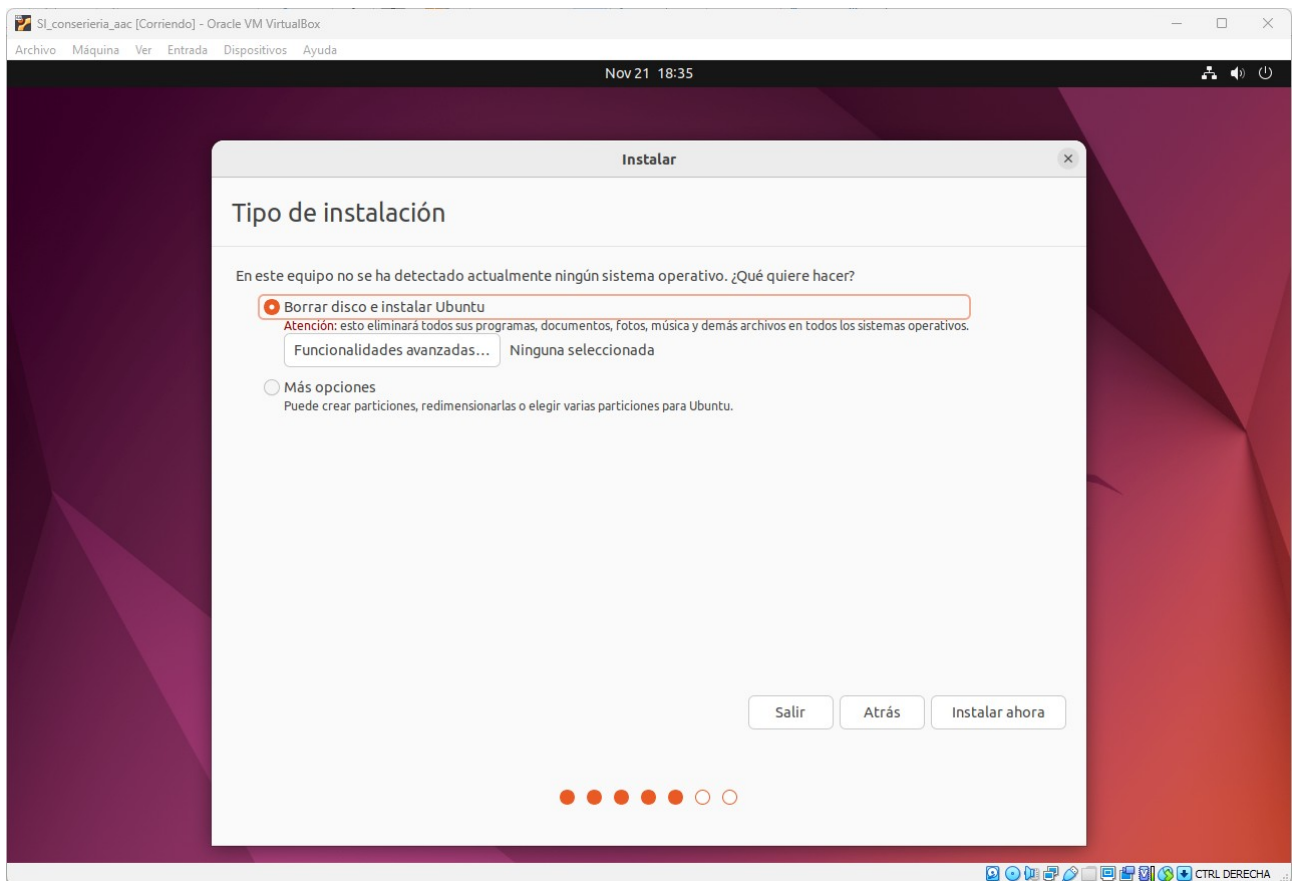 SI_conserieria_aac [Corriendo] - Oracle VM VirtualBox
Archivo Máquina Ver Entrada Dispositivos Ayuda
Nov 21 18:35
Instalar
Tipo de instalación
En este equipo no se ha detectado actualmente ningún sistema operativo. ¿Qué quiere hacer?
Borrar disco e instalar Ubuntu
Atención: esto eliminará todos sus programas, documentos, fotos, música y demás archivos en todos los sistemas operativos.
Funcionalidades avanzadas... Ninguna seleccionada
Más opciones
Puede crear particiones, redimensionarlas o elegir varias particiones para Ubuntu.
Salir Atrás Instalar ahora
CTRL DERECHA